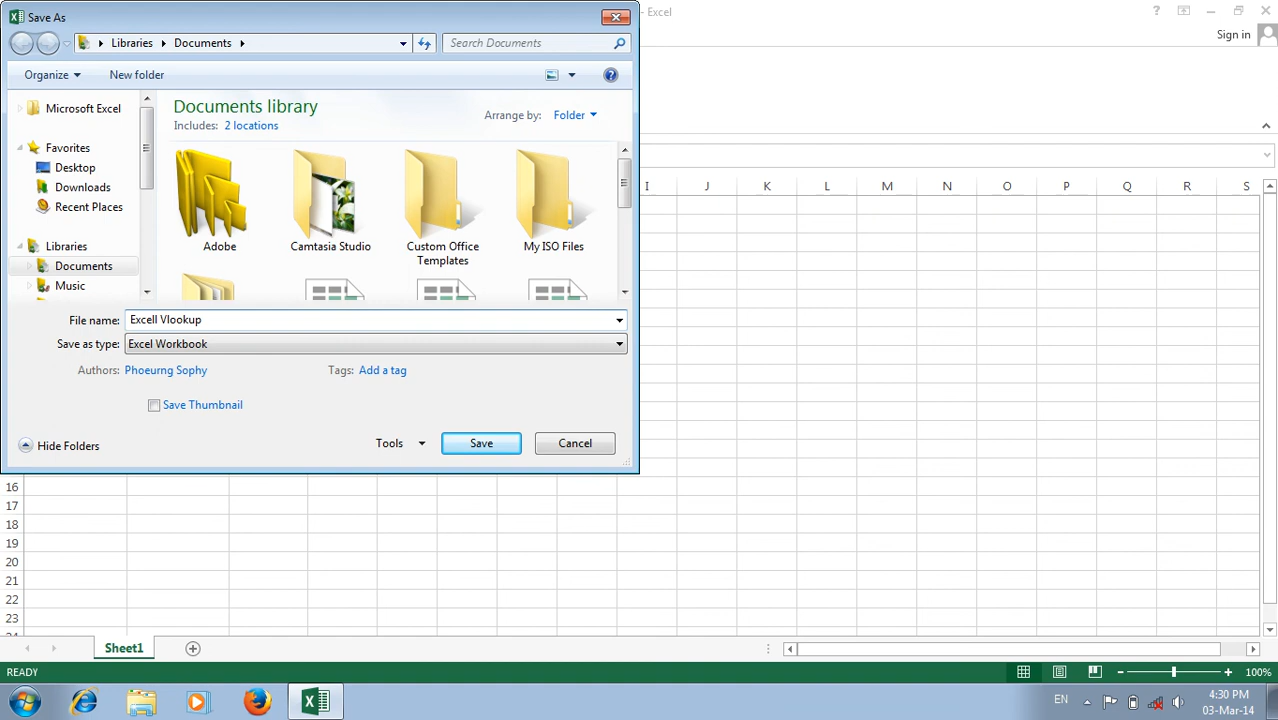 Save As
- Excel
Sign in
Libraries
Documents
Search Documents
Organize
New folder
Microsoft Excel
Favorites
Desktop
Downloads
Recent Places
Libraries
Documents
Music
Documents library
Includes: 2 locations
Arrange by: Folder
Adobe
Camtasia Studio
Custom Office
Templates
My ISO Files
File name: Excell Vlookup
Save as type: Excel Workbook
Authors: Phoeurng Sophy
Tags: Add a tag
Save Thumbnail
Hide Folders
Tools
Save
Cancel
I J K L M N O P Q R S
16
17
18
19
20
21
22
23
Sheet1
READY
100%
EN
4:30 PM
03-Mar-14